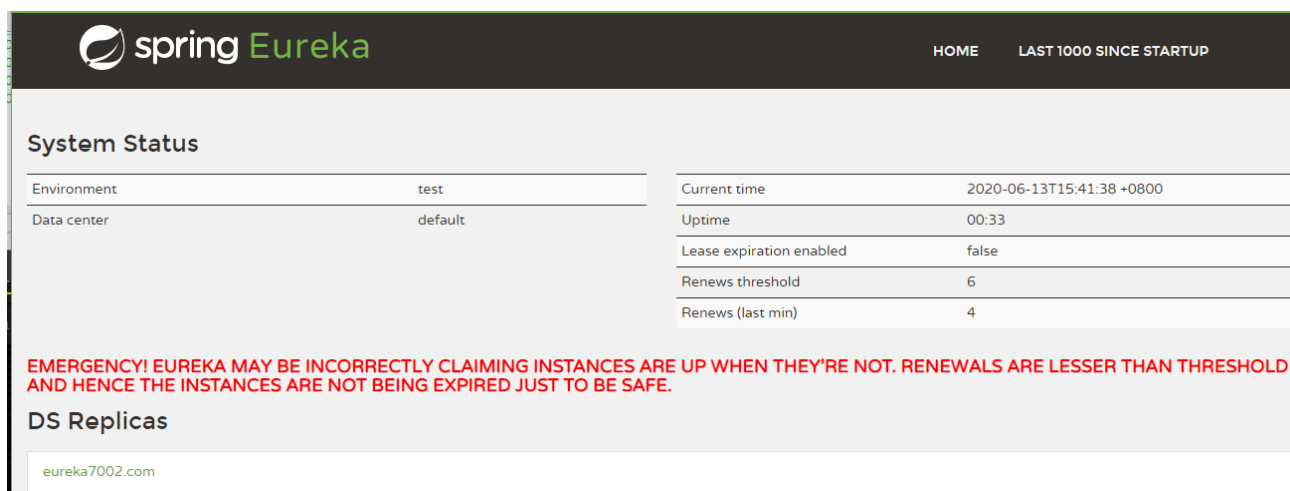 spring Eureka
HOME LAST 1000 SINCE STARTUP
System Status
Environment test
Data center default
Current time 2020-06-13T15:41:38 +0800
Uptime 00:33
Lease expiration enabled false
Renews threshold 6
Renews (last min) 4
EMERGENCY! EUREKA MAY BE INCORRECTLY CLAIMING INSTANCES ARE UP WHEN THEY'RE NOT. RENEWALS ARE LESSER THAN THRESHOLD
AND HENCE THE INSTANCES ARE NOT BEING EXPIRED JUST TO BE SAFE.
DS Replicas
eureka7002.com